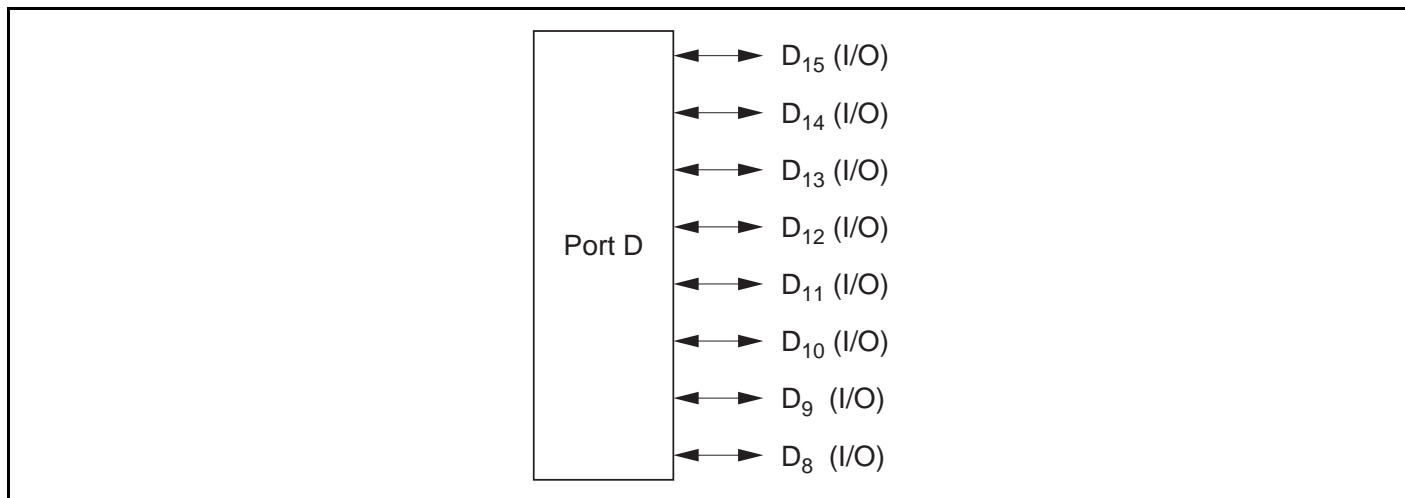 D15 (I/O)
D14 (I/O)
D13 (I/O)
D12 (I/O)
Port D
D11 (I/O)
D10 (I/O)
D9 (I/O)
D8 (I/O)